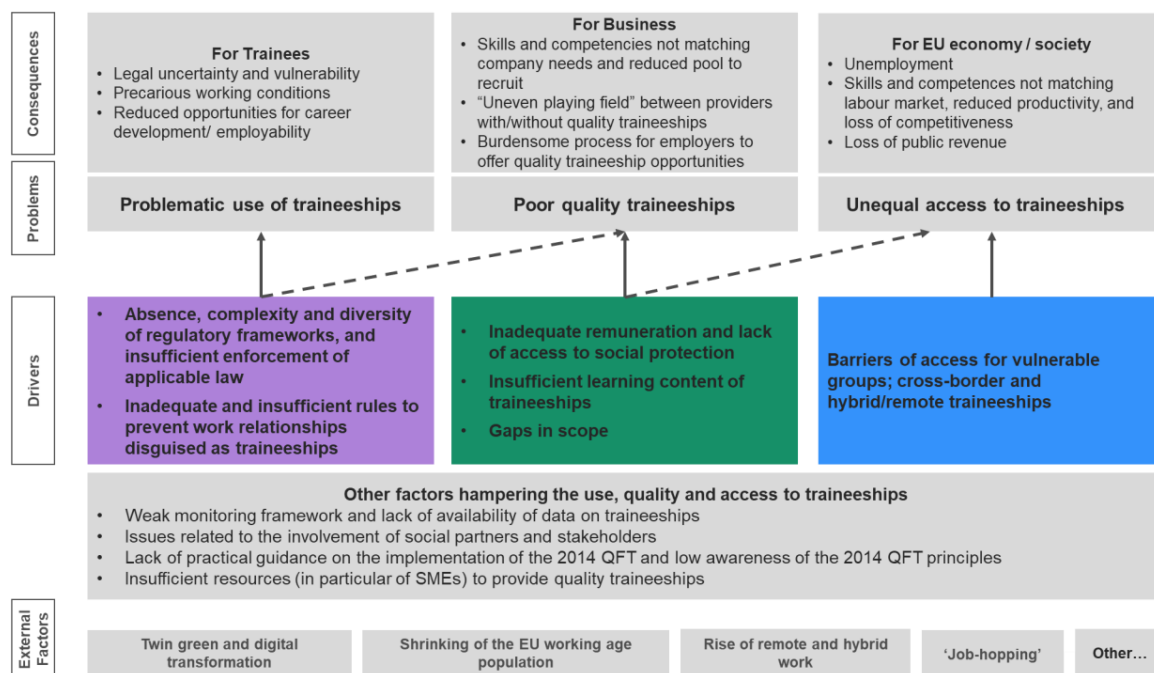 Consequences
For Trainees
• Legal uncertainty and vulnerability
• Precarious working conditions
• Reduced opportunities for career
development/ employability
For Business
• Skills and competencies not matching
company needs and reduced pool to
recruit
• “Uneven playing field” between providers
with/without quality traineeships
• Burdensome process for employers to
offer quality traineeship opportunities
For EU economy / society
• Unemployment
• Skills and competences not matching
labour market, reduced productivity, and
loss of competitiveness
• Loss of public revenue
Problems
Problematic use of traineeships
Poor quality traineeships
Unequal access to traineeships
Drivers
• Absence, complexity and diversity
of regulatory frameworks, and
insufficient enforcement of
applicable law
• Inadequate and insufficient rules to
prevent work relationships
disguised as traineeships
• Inadequate remuneration and lack
of access to social protection
• Insufficient learning content of
traineeships
• Gaps in scope
Barriers of access for vulnerable
groups; cross-border and
hybrid/remote traineeships
Other factors hampering the use, quality and access to traineeships
• Weak monitoring framework and lack of availability of data on traineeships
• Issues related to the involvement of social partners and stakeholders
• Lack of practical guidance on the implementation of the 2014 QFT and low awareness of the 2014 QFT principles
• Insufficient resources (in particular of SMEs) to provide quality traineeships
External
Factors
Twin green and digital
transformation
Shrinking of the EU working age
population
Rise of remote and hybrid
work
‘Job-hopping’
Other…